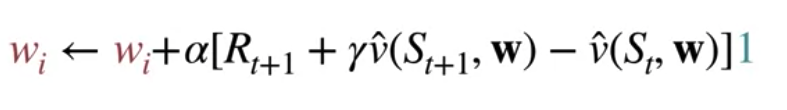 wᵢ ← wᵢ+α[Rₜ₊₁ + γv̂(Sₜ₊₁, 𝐰) − v̂(Sₜ, 𝐰)]1